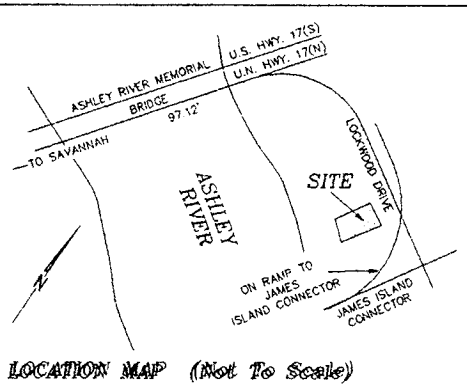 ASHLEY RIVER MEMORIAL
BRIDGE
U.S. HWY. 17(S)
U.N. HWY. 17(N)
97.12'
TO SAVANNAH
ASHLEY
RIVER
LOCKWOOD DRIVE
SITE
N
ON RAMP TO
JAMES
ISLAND CONNECTOR
JAMES ISLAND
CONNECTOR
LOCATION MAP (Not To Scale)